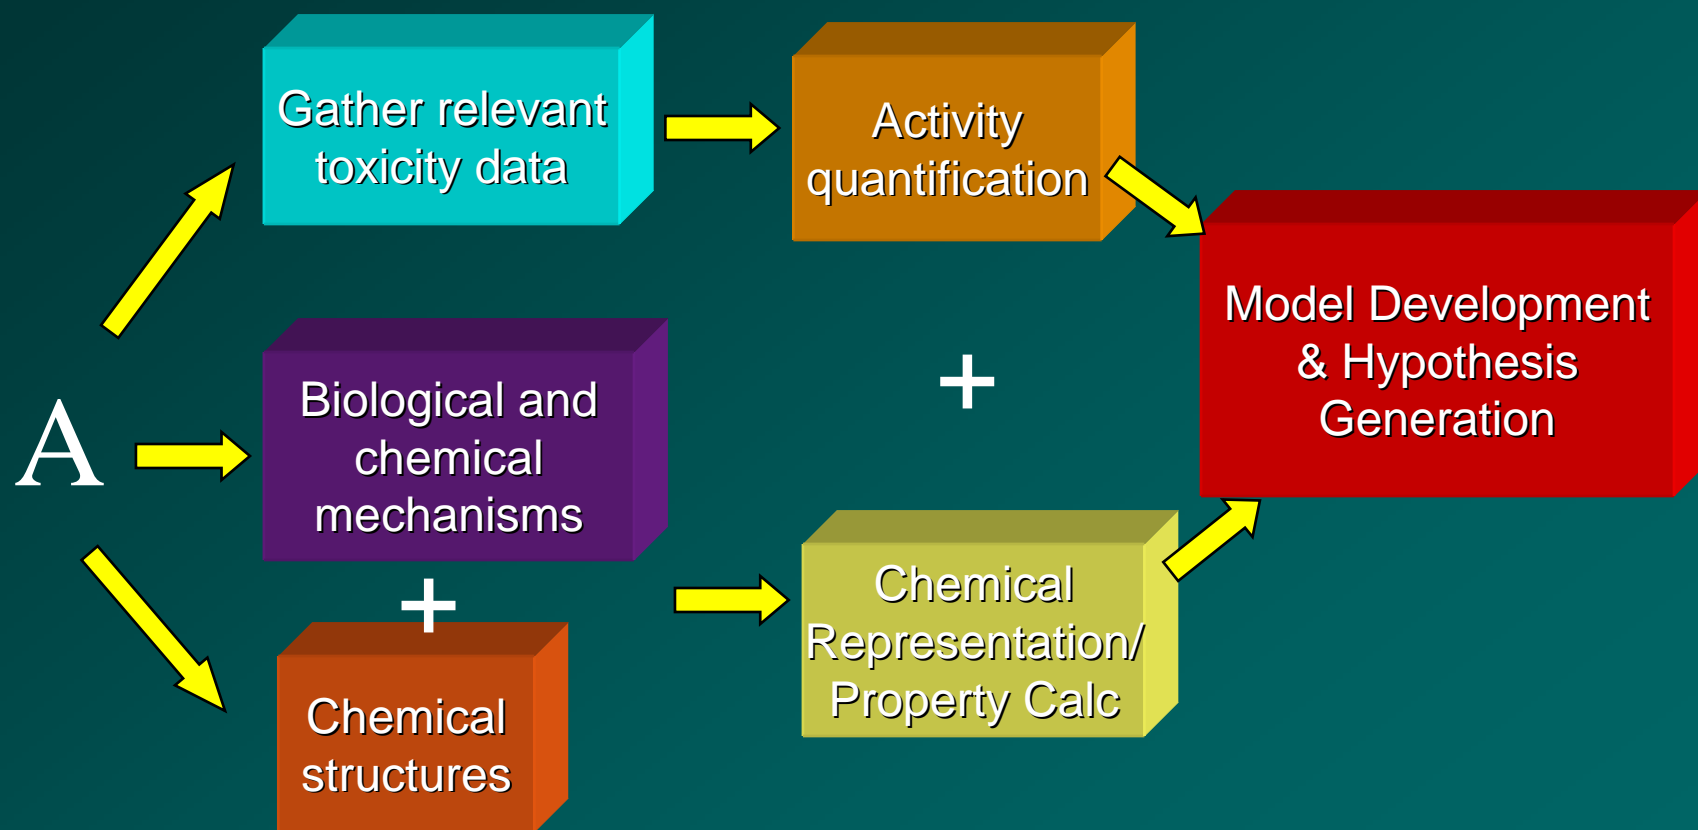 Gather relevant
toxicity data
Activity
quantification
Model Development
& Hypothesis
Generation
A
Biological and
chemical
mechanisms
+
+
Chemical
Representation/
Property Calc
Chemical
structures